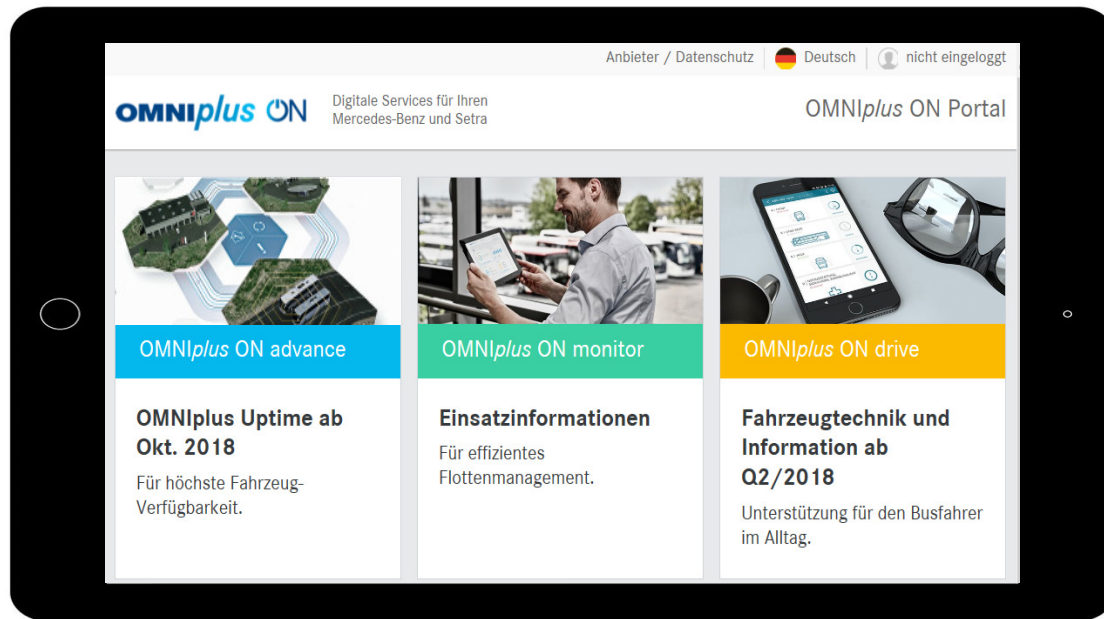 Anbieter / Datenschutz Deutsch nicht eingeloggt
OMNIplus ON
Digitale Services für Ihren
Mercedes-Benz und Setra
OMNIplus ON Portal
OMNIplus ON advance
OMNIplus Uptime ab
Okt. 2018
Für höchste Fahrzeug-
Verfügbarkeit.
OMNIplus ON monitor
Einsatzinformationen
Für effizientes
Flottenmanagement.
OMNIplus ON drive
Fahrzeugtechnik und
Information ab
Q2/2018
Unterstützung für den Busfahrer
im Alltag.